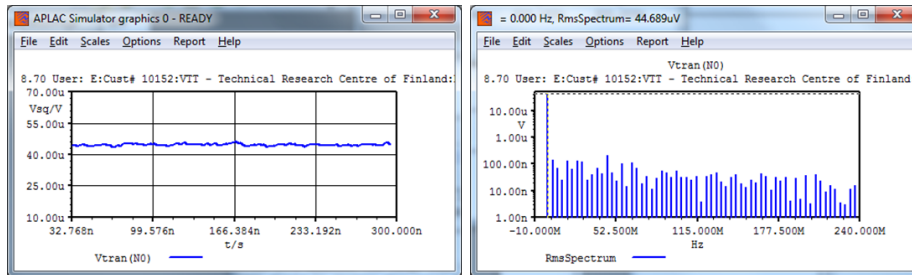 APLAC Simulator graphics 0 - READY
File Edit Scales Options Report Help
8.70 User: E:Cust# 10152:VTT - Technical Research Centre of Finland:
70.00u
Vsq/V
55.00u
40.00u
25.00u
10.00u
32.768n 99.576n 166.384n 233.192n 300.000n
t/s
Vtran(N0)
= 0.000 Hz, RmsSpectrum= 44.689uV
File Edit Scales Options Report Help
Vtran(N0)
8.70 User: E:Cust# 10152:VTT - Technical Research Centre of Finland
10.00u
V
1.00u
100.00n
10.00n
1.00n
-10.000M 52.500M 115.000M 177.500M 240.000M
Hz
RmsSpectrum